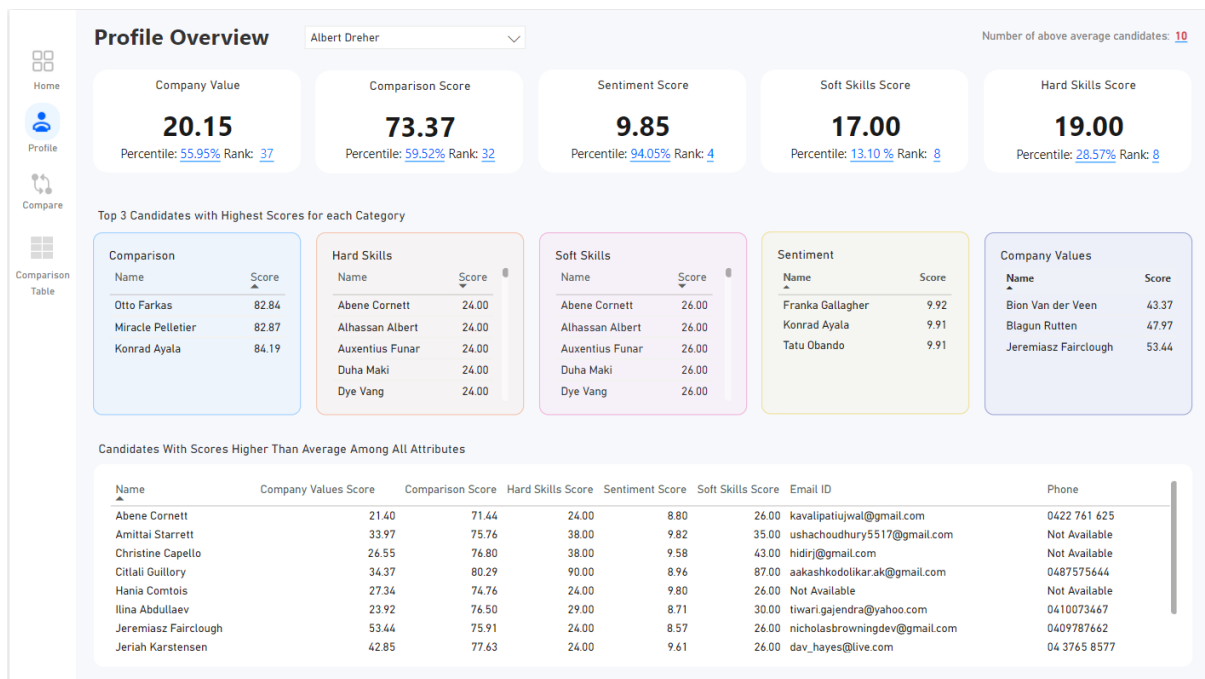 Profile Overview
Albert Dreher
Number of above average candidates: 10
Home
Profile
Compare
Comparison
Table
Company Value
20.15
Percentile: 55.95% Rank: 37
Comparison Score
73.37
Percentile: 59.52% Rank: 32
Sentiment Score
9.85
Percentile: 94.05% Rank: 4
Soft Skills Score
17.00
Percentile: 13.10 % Rank: 8
Hard Skills Score
19.00
Percentile: 28.57% Rank: 8
Top 3 Candidates with Highest Scores for each Category
Comparison
Name Score
Otto Farkas 82.84
Miracle Pelletier 82.87
Konrad Ayala 84.19
Hard Skills
Name Score
Abene Cornett 24.00
Alhassan Albert 24.00
Auxentius Funar 24.00
Duha Maki 24.00
Dye Vang 24.00
Soft Skills
Name Score
Abene Cornett 26.00
Alhassan Albert 26.00
Auxentius Funar 26.00
Duha Maki 26.00
Dye Vang 26.00
Sentiment
Name Score
Franka Gallagher 9.92
Konrad Ayala 9.91
Tatu Obando 9.91
Company Values
Name Score
Bion Van der Veen 43.37
Blagun Rutten 47.97
Jeremiasz Fairclough 53.44
Candidates With Scores Higher Than Average Among All Attributes
Name Company Values Score Comparison Score Hard Skills Score Sentiment Score Soft Skills Score Email ID Phone
Abene Cornett 21.40 71.44 24.00 8.80 26.00 kavalipatiujwal@gmail.com 0422 761 625
Amittai Starrett 33.97 75.76 38.00 9.82 35.00 ushachoudhury5517@gmail.com Not Available
Christine Capello 26.55 76.80 38.00 9.58 43.00 hidirj@gmail.com Not Available
Citlali Guillory 34.37 80.29 90.00 8.96 87.00 aakashkodolikar.ak@gmail.com 0487575644
Hania Comtois 27.34 74.76 24.00 9.80 26.00 Not Available Not Available
Ilina Abdullaev 23.92 76.50 29.00 8.71 30.00 tiwari.gajendra@yahoo.com 0410073467
Jeremiasz Fairclough 53.44 75.91 24.00 8.57 26.00 nicholasbrowningdev@gmail.com 0409787662
Jeriah Karstensen 42.85 77.63 24.00 9.61 26.00 dav_hayes@live.com 04 3765 8577